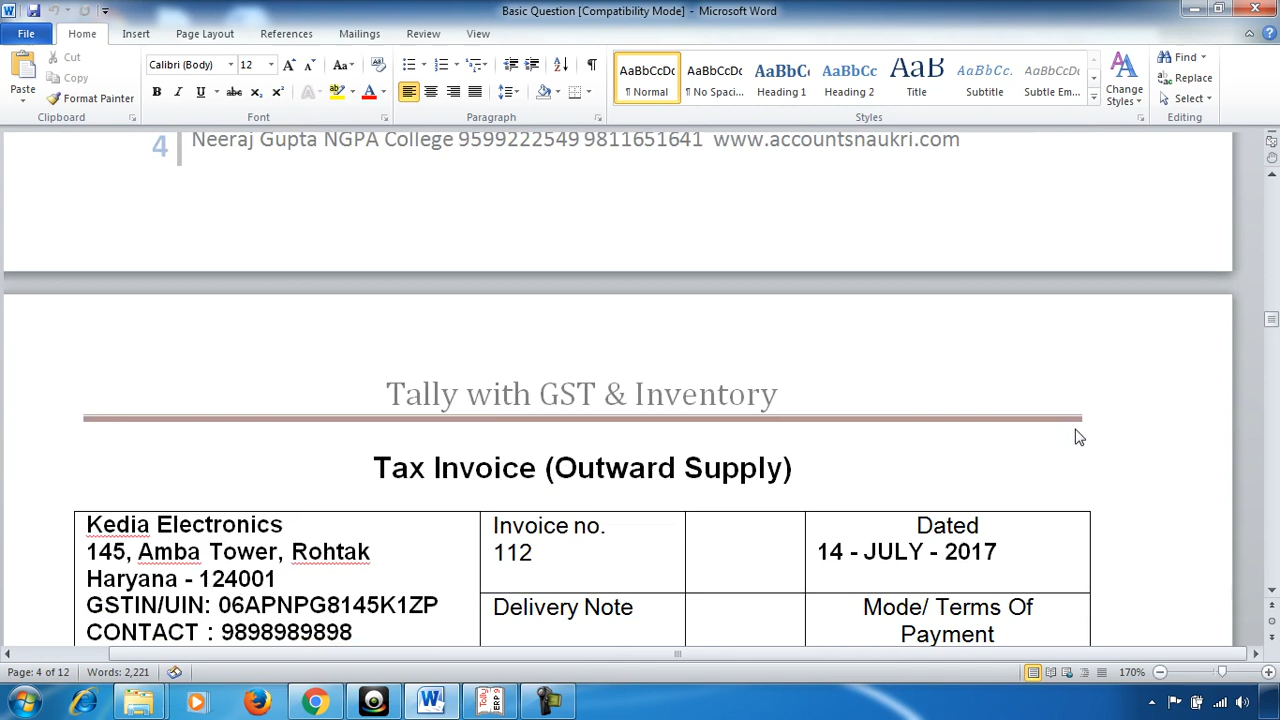 Basic Question [Compatibility Mode] - Microsoft Word
File Home Insert Page Layout References Mailings Review View
Paste
Cut
Copy
Format Painter
Clipboard
Calibri (Body) 12
Font
Paragraph
AaBbCcDc AaBbCcDc AaBbCc AaBbCc AaB AaBbCc. AaBbCcDc
¶ Normal ¶ No Spaci... Heading 1 Heading 2 Title Subtitle Subtle Em...
Styles
Change Styles
Find
Replace
Select
Editing
4 Neeraj Gupta NGPA College 9599222549 9811651641 www.accountsnaukri.com
Tally with GST & Inventory
Tax Invoice (Outward Supply)
Kedia Electronics
145, Amba Tower, Rohtak
Haryana - 124001
GSTIN/UIN: 06APNPG8145K1ZP
CONTACT : 9898989898
Invoice no.
112
Dated
14 - JULY - 2017
Delivery Note
Mode/ Terms Of
Payment
Page: 4 of 12 Words: 2,221
170%
Tally ERP 9